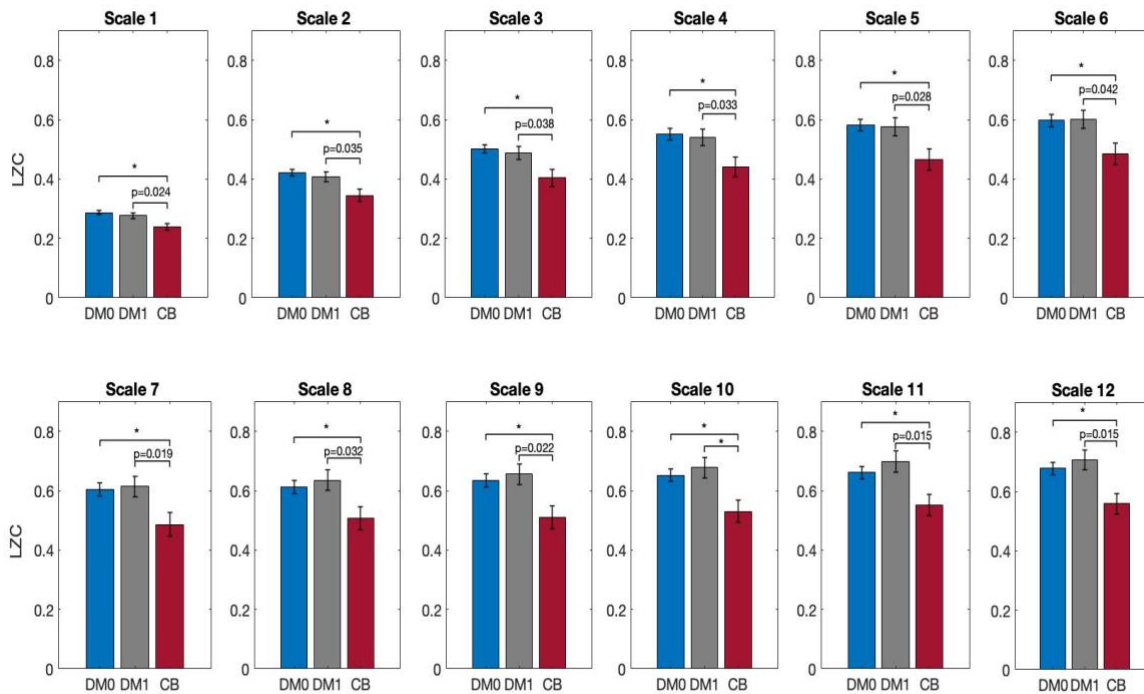 Scale 1 Scale 2 Scale 3 Scale 4 Scale 5 Scale 6
0.8 0.8 0.8 0.8 0.8 0.8
*
*
* *
* *
p=0.042
p=0.028
p=0.033
p=0.038
0.6 0.6 0.6 0.6 0.6 0.6
p=0.035
LZC
0.4 0.4 0.4 0.4 0.4 0.4
p=0.024
0.2 0.2 0.2 0.2 0.2 0.2
0 0 0 0 0 0
DM0 DM1 CB DM0 DM1 CB DM0 DM1 CB DM0 DM1 CB DM0 DM1 CB DM0 DM1 CB
Scale 7 Scale 8 Scale 9 Scale 10 Scale 11 Scale 12
* * * * * *
0.8 0.8 0.8 0.8 0.8 0.8
p=0.019 p=0.032 p=0.022 * p=0.015 p=0.015
0.6 0.6 0.6 0.6 0.6 0.6
LZC
0.4 0.4 0.4 0.4 0.4 0.4
0.2 0.2 0.2 0.2 0.2 0.2
0 0 0 0 0 0
DM0 DM1 CB DM0 DM1 CB DM0 DM1 CB DM0 DM1 CB DM0 DM1 CB DM0 DM1 CB